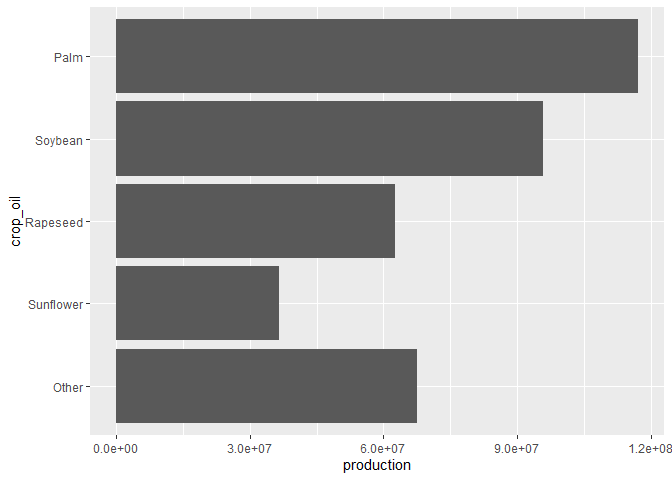 Palm
Soybean
Rapeseed
Sunflower
Other
crop_oil
0.0e+00 3.0e+07 6.0e+07 9.0e+07 1.2e+08
production